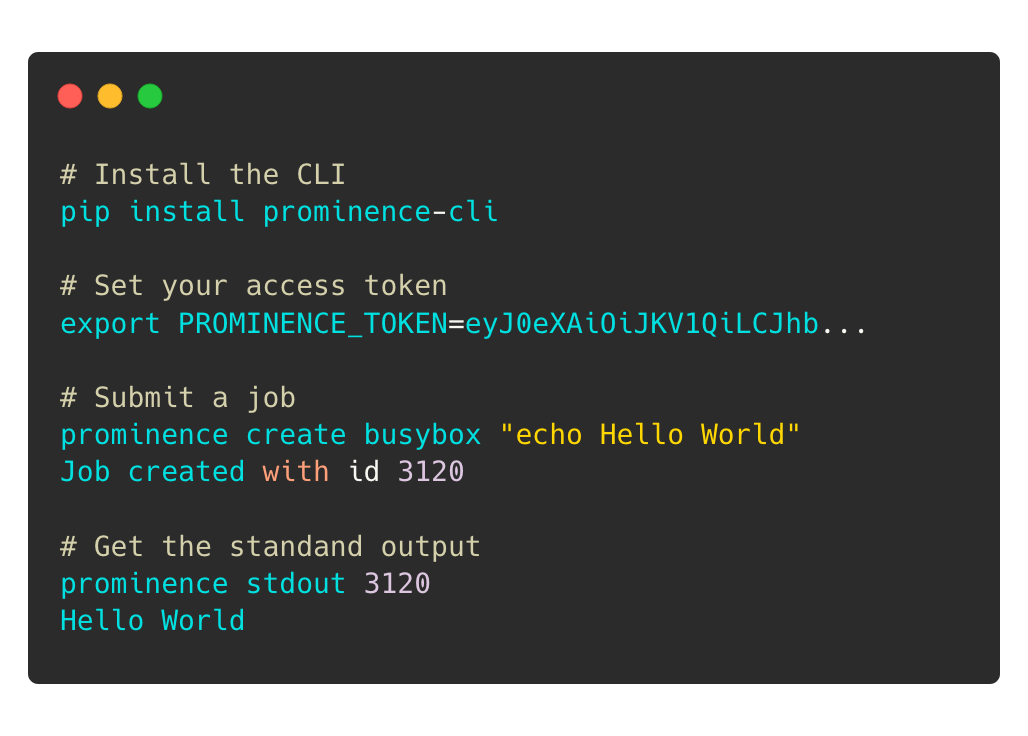 # Install the CLI
pip install prominence-cli
# Set your access token
export PROMINENCE_TOKEN=eyJ0eXAiOiJKV1QiLCJhb...
# Submit a job
prominence create busybox "echo Hello World"
Job created with id 3120
# Get the standand output
prominence stdout 3120
Hello World